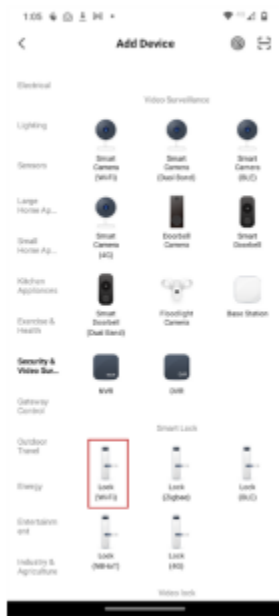 1:05
Add Device
Electrical
Lighting
Sensors
Large
Home Ap...
Small
Home Ap...
Kitchen
Appliances
Exercise &
Health
Security &
Video Sur...
Gateway
Control
Outdoor
Travel
Energy
Entertainm
ent
Industry &
Agriculture
Video Surveillance
Smart
Camera
(Wi-Fi)
Smart
Camera
(Dual Band)
Smart
Camera
(BLE)
Smart
Camera
(4G)
Doorbell
Camera
Smart
Doorbell
Smart
Doorbell
(Dual Band)
Floodlight
Camera
Base Station
NVR
DVR
Smart Lock
Lock
(Wi-Fi)
Lock
(Zigbee)
Lock
(BLE)
Lock
(NB-IoT)
Lock
(4G)
Video lock